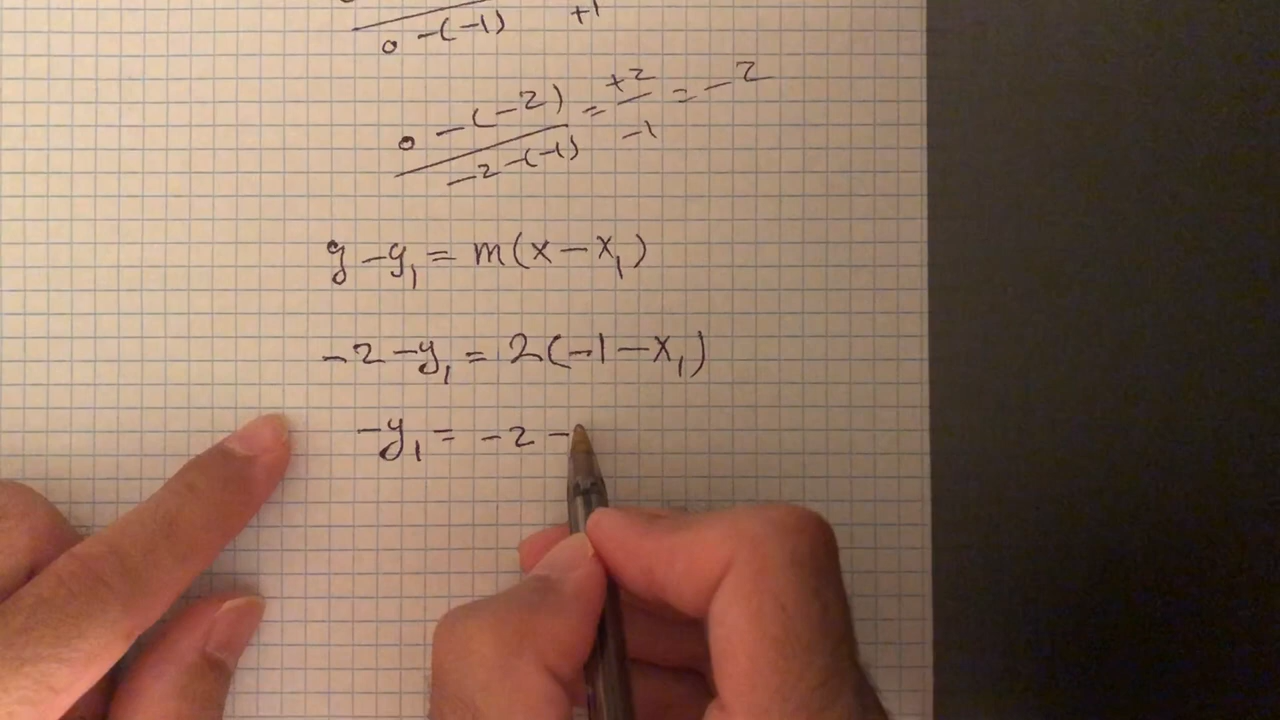 0 -(-1) +1
0 -(-2) = +2 = -2
-2 -(-1) -1
y - y₁ = m(x - x₁)
-2 - y₁ = 2(-1 - x₁)
-y₁ = -2 -